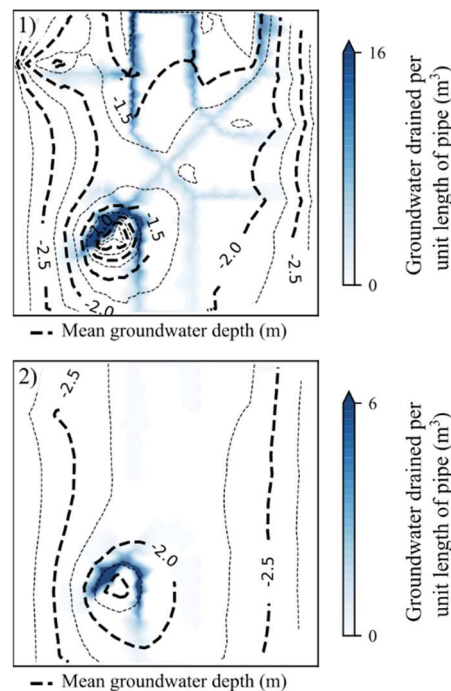 1)
-1.5
-1.5
-2.0
-2.0
-2.5
-2.0
-2.5
16
0
Groundwater drained per
unit length of pipe (m³)
Mean groundwater depth (m)
2)
-2.5
-2.0
-2.5
6
0
Groundwater drained per
unit length of pipe (m³)
Mean groundwater depth (m)